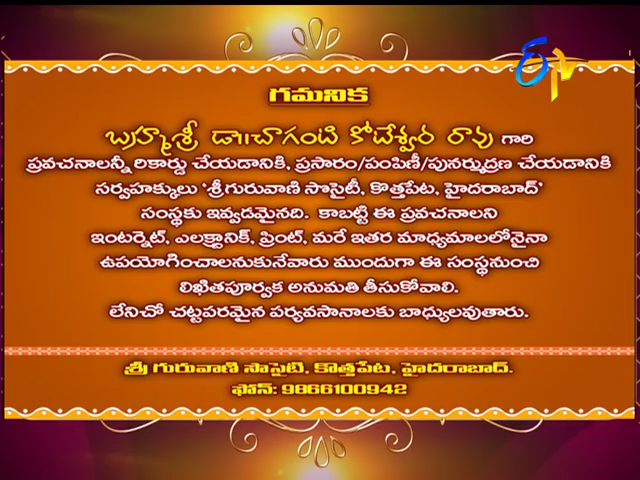 ETV
గమనిక
బ్రహ్మశ్రీ డా॥చాగంటి కోటేశ్వర రావు గారి
ప్రవచనాలన్నీ రికార్డు చేయడానికి, ప్రసారం/పంపిణీ/పునర్ముద్రణ చేయడానికి
సర్వహక్కులు 'శ్రీ గురువాణి సొసైటీ, కొత్తపేట, హైదరాబాద్'
సంస్థకు ఇవ్వడమైనది. కాబట్టి ఈ ప్రవచనాలని
ఇంటర్నెట్, ఎలక్ట్రానిక్, ప్రింట్, మరే ఇతర మాధ్యమాలలోనైనా
ఉపయోగించాలనుకునేవారు ముందుగా ఈ సంస్థనుంచి
లిఖితపూర్వక అనుమతి తీసుకోవాలి.
లేనిచో చట్టపరమైన పర్యవసానాలకు బాధ్యులవుతారు.
శ్రీ గురువాణి సొసైటి, కొత్తపేట, హైదరాబాద్.
ఫోన్: 9866100942